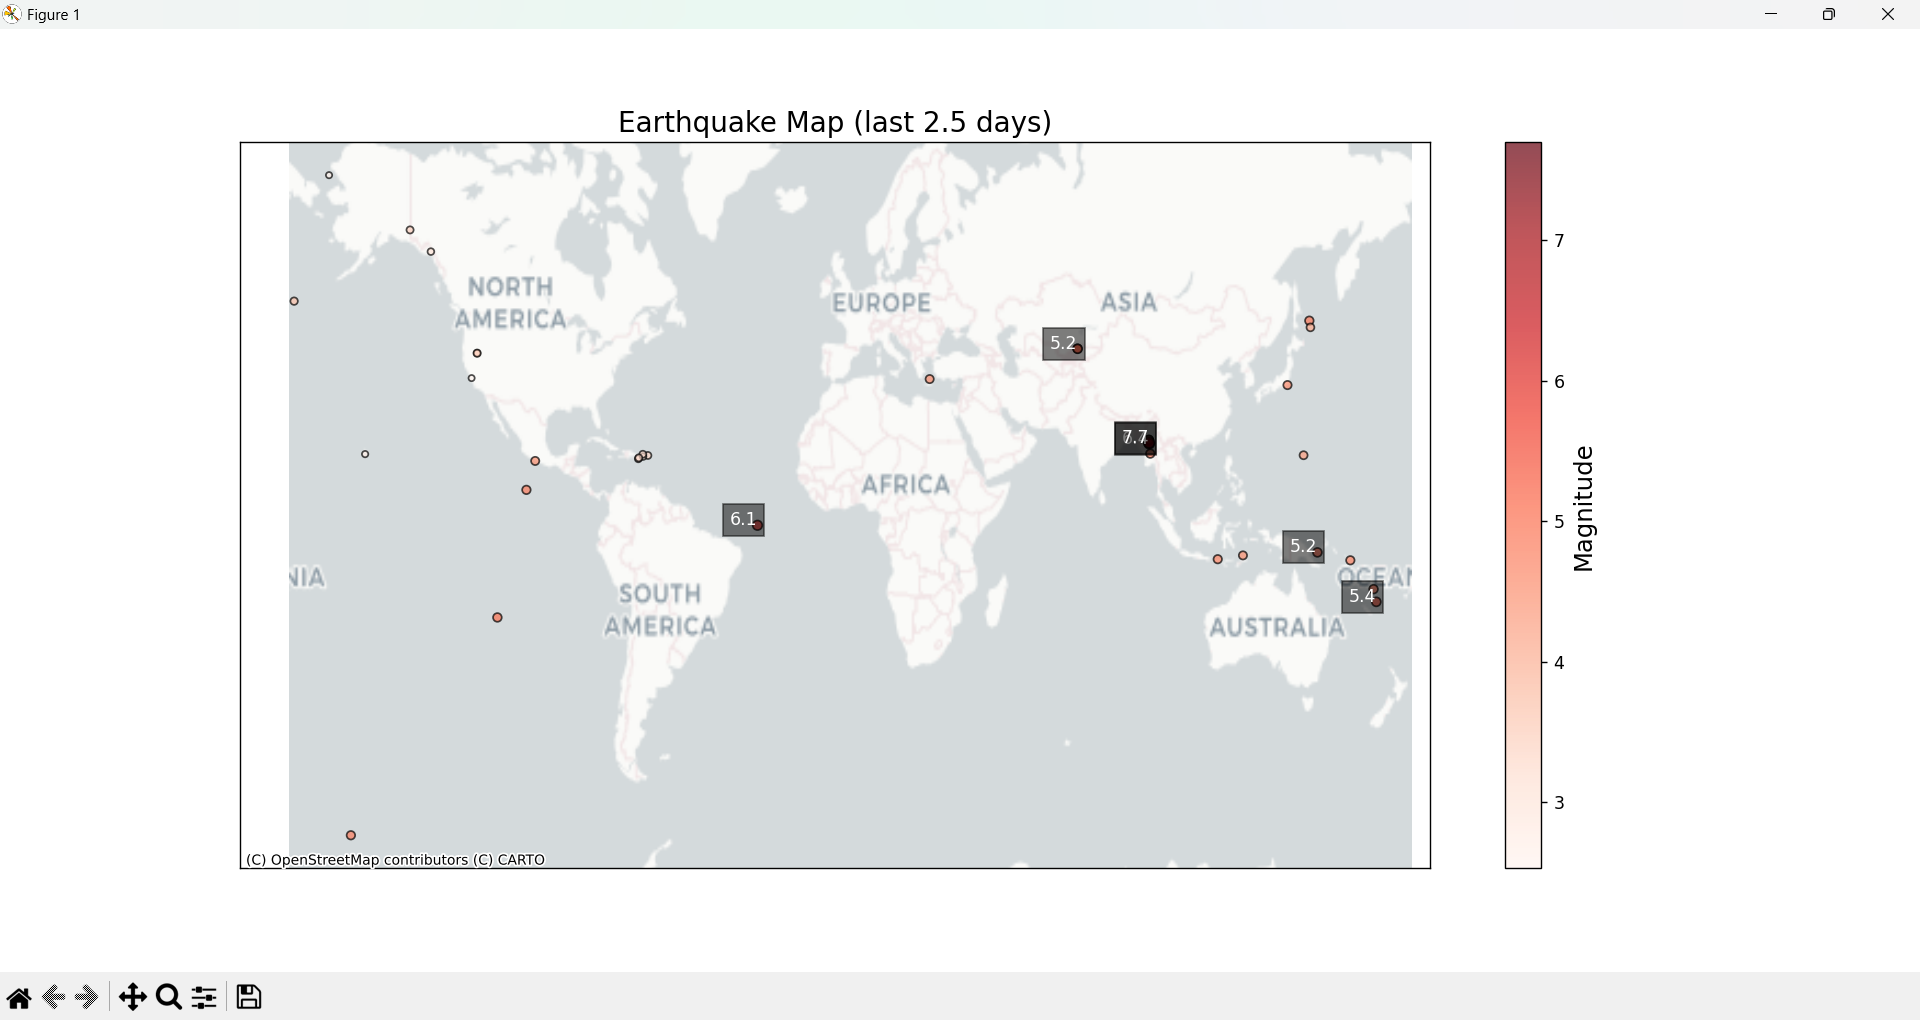 Figure 1
Earthquake Map (last 2.5 days)
NORTH
AMERICA
EUROPE
ASIA
5.2
7.7
AFRICA
6.1
5.2
NIA
OCEAN
5.4
SOUTH
AMERICA
AUSTRALIA
(C) OpenStreetMap contributors (C) CARTO
7
6
5
4
3
Magnitude